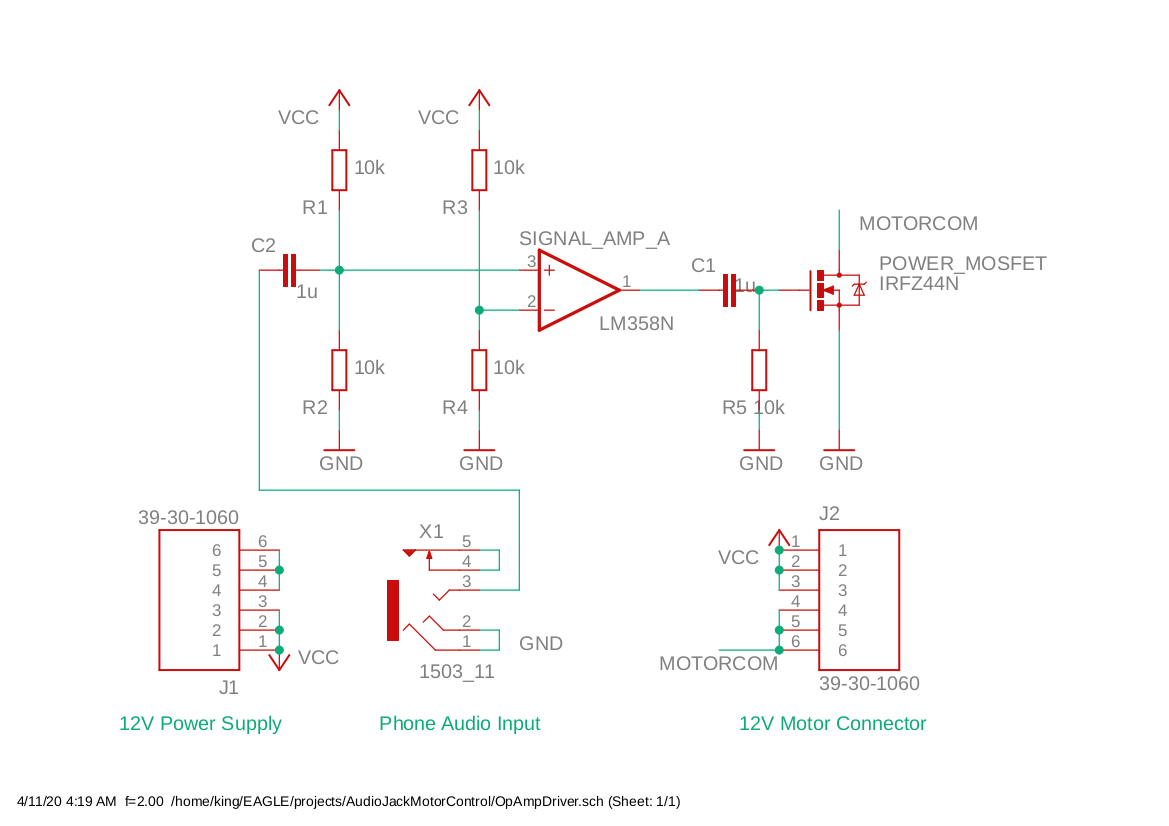 VCC
VCC
10k
10k
R1
R3
MOTORCOM
SIGNAL_AMP_A
C2
3
C1
POWER_MOSFET
1u
1
1u
IRFZ44N
2
LM358N
10k
10k
R2
R4
R5 10k
GND
GND
GND
GND
39-30-1060
J2
X1
6 6
5 5
4 4
3 3
2 2
1 1
VCC
J1
5
4
3
2
1
GND
1503_11
VCC
1 1
2 2
3 3
4 4
5 5
6 6
MOTORCOM
39-30-1060
12V Power Supply
Phone Audio Input
12V Motor Connector
4/11/20 4:19 AM f=2.00 /home/king/EAGLE/projects/AudioJackMotorControl/OpAmpDriver.sch (Sheet: 1/1)